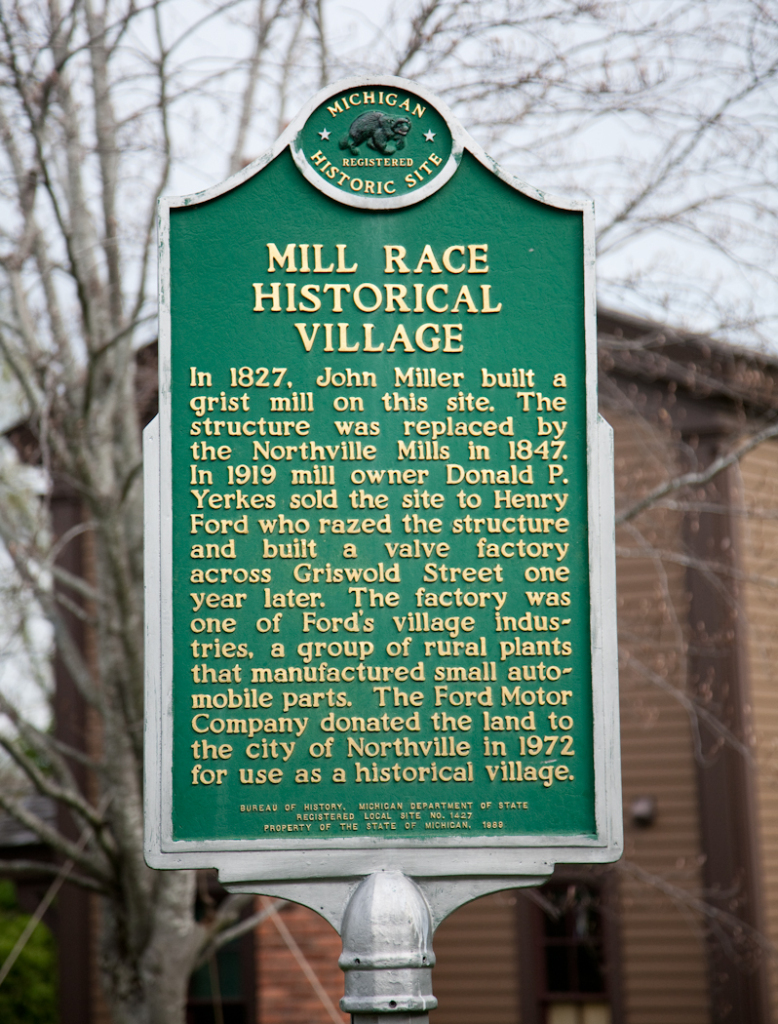 MICHIGAN
REGISTERED
HISTORIC SITE
MILL RACE
HISTORICAL
VILLAGE
In 1827, John Miller built a
grist mill on this site. The
structure was replaced by
the Northville Mills in 1847.
In 1919 mill owner Donald P.
Yerkes sold the site to Henry
Ford who razed the structure
and built a valve factory
across Griswold Street one
year later. The factory was
one of Ford's village indus-
tries, a group of rural plants
that manufactured small auto-
mobile parts. The Ford Motor
Company donated the land to
the city of Northville in 1972
for use as a historical village.
BUREAU OF HISTORY, MICHIGAN DEPARTMENT OF STATE
REGISTERED LOCAL SITE NO. 1427
PROPERTY OF THE STATE OF MICHIGAN, 1989